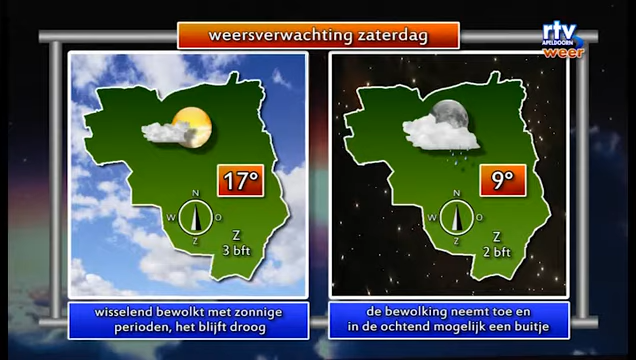 weersverwachting zaterdag
rtv
APELDOORN
weer
17°
N
W O
Z
Z
3 bft
wisselend bewolkt met zonnige
perioden, het blijft droog
9°
N
W O
Z
Z
2 bft
de bewolking neemt toe en
in de ochtend mogelijk een buitje